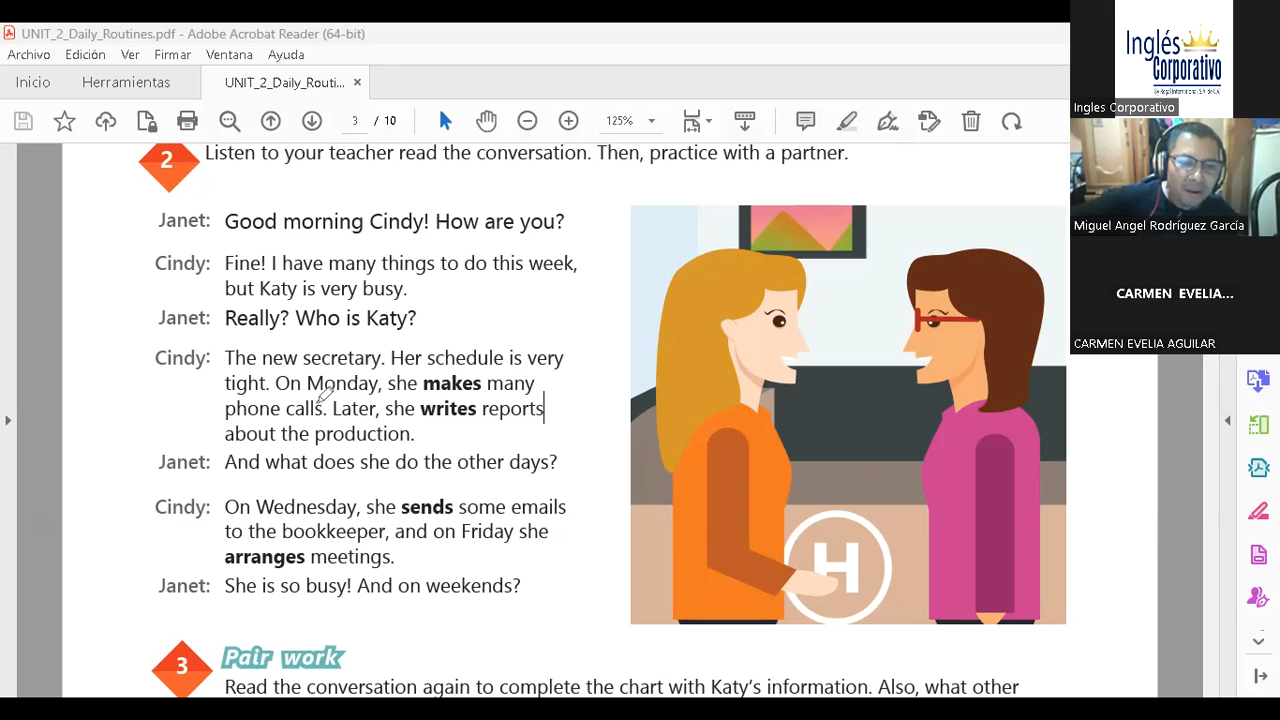 UNIT_2_Daily_Routines.pdf - Adobe Acrobat Reader (64-bit)
Archivo Edición Ver Firmar Ventana Ayuda
Inicio Herramientas UNIT_2_Daily_Routi... ×
3 / 10 125%
2 Listen to your teacher read the conversation. Then, practice with a partner.
Janet: Good morning Cindy! How are you?
Cindy: Fine! I have many things to do this week,
but Katy is very busy.
Janet: Really? Who is Katy?
Cindy: The new secretary. Her schedule is very
tight. On Monday, she makes many
phone calls. Later, she writes reports
about the production.
Janet: And what does she do the other days?
Cindy: On Wednesday, she sends some emails
to the bookkeeper, and on Friday she
arranges meetings.
Janet: She is so busy! And on weekends?
H
3 Pair work
Read the conversation again to complete the chart with Katy's information. Also, what other
Inglés
Corporativo
By Regal International S.A. de C.V.
Ingles Corporativo
Miguel Angel Rodríguez García
CARMEN EVELIA...
CARMEN EVELIA AGUILAR